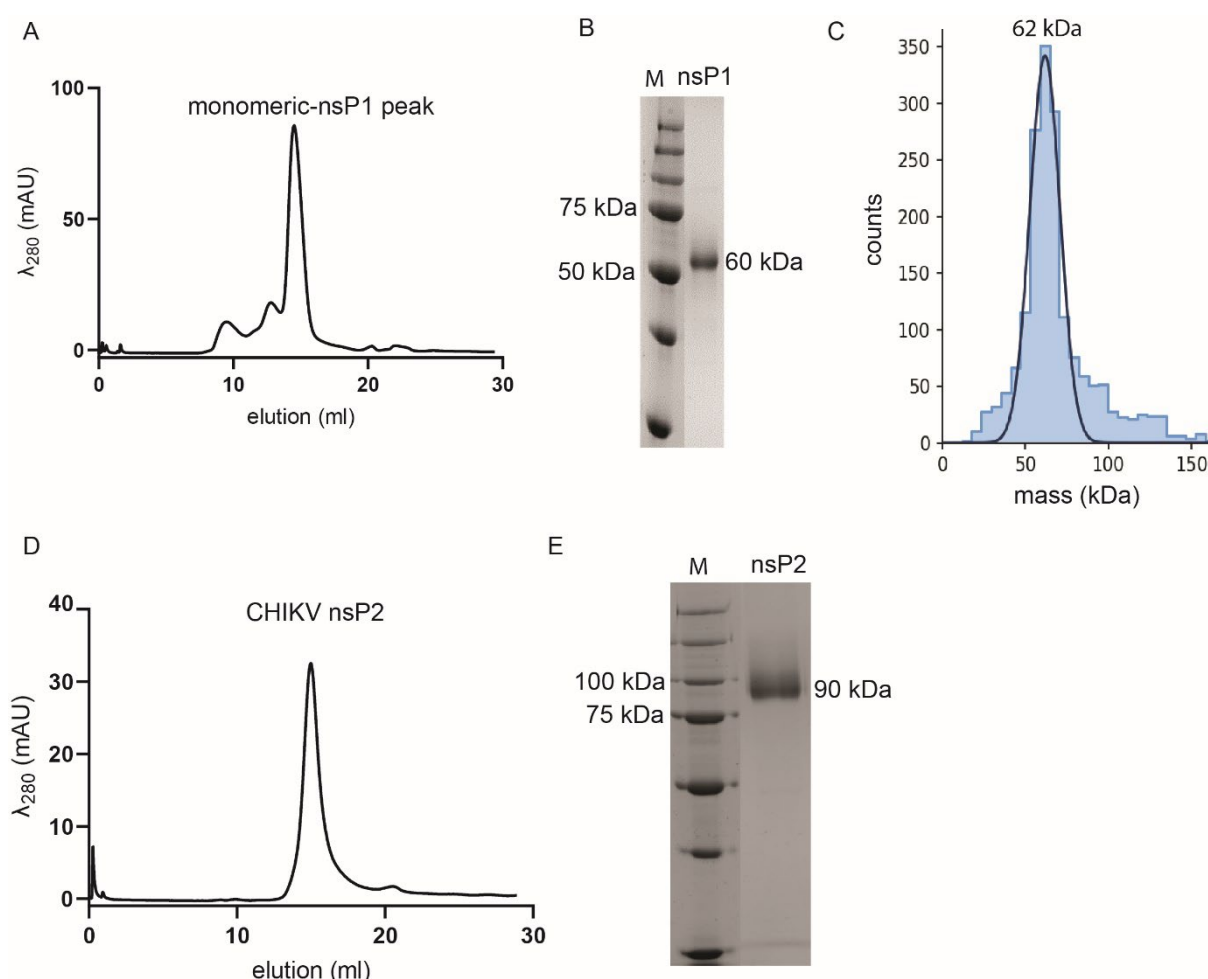 A
monomeric-nsP1 peak
λ280 (mAU)
100
50
0
0 10 20 30
elution (ml)
B
M nsP1
75 kDa
50 kDa
60 kDa
C
62 kDa
counts
350
300
250
200
150
100
50
0
0 50 100 150
mass (kDa)
D
CHIKV nsP2
λ280 (mAU)
40
30
20
10
0
0 10 20 30
elution (ml)
E
M nsP2
100 kDa
75 kDa
90 kDa